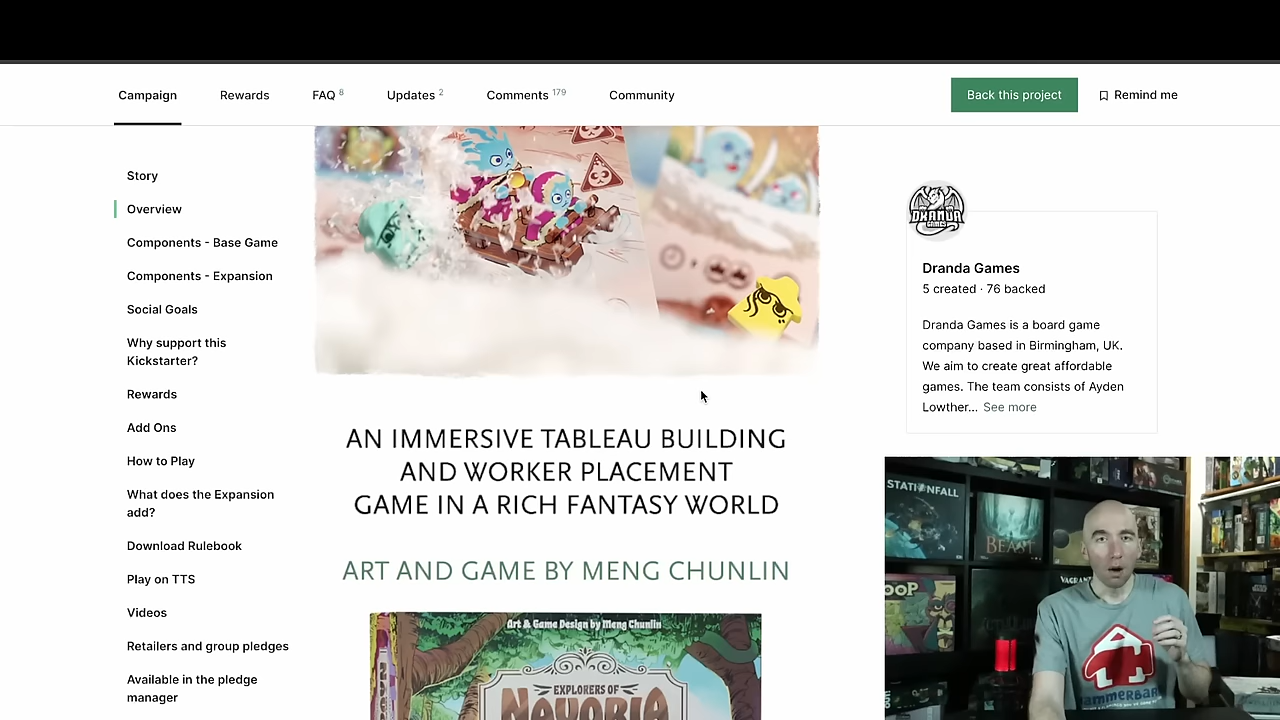 Campaign
Rewards
FAQ 8
Updates 2
Comments 179
Community
Back this project
Remind me
Story
Overview
Components - Base Game
Components - Expansion
Social Goals
Why support this
Kickstarter?
Rewards
Add Ons
How to Play
What does the Expansion
add?
Download Rulebook
Play on TTS
Videos
Retailers and group pledges
Available in the pledge
manager
AN IMMERSIVE TABLEAU BUILDING
AND WORKER PLACEMENT
GAME IN A RICH FANTASY WORLD
ART AND GAME BY MENG CHUNLIN
Art & Game Design by Meng Chunlin
EXPLORERS OF
NAVORIA
DRANDA
GAMES
Dranda Games
5 created · 76 backed
Dranda Games is a board game
company based in Birmingham, UK.
We aim to create great affordable
games. The team consists of Ayden
Lowther... See more
STATIONFALL
BEAST